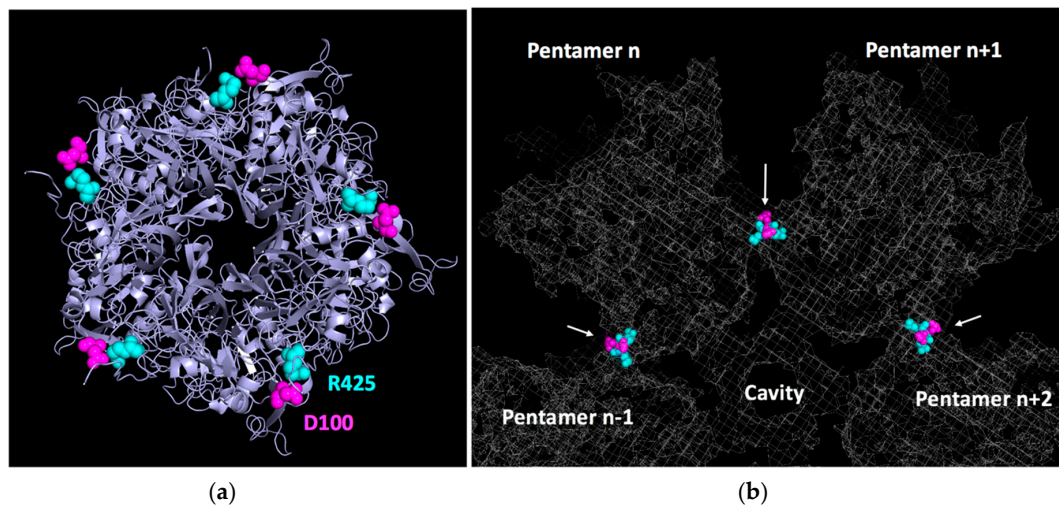 Pentamer n
Pentamer n+1
R425
D100
Cavity
Pentamer n-1
Pentamer n+2
(a)
(b)